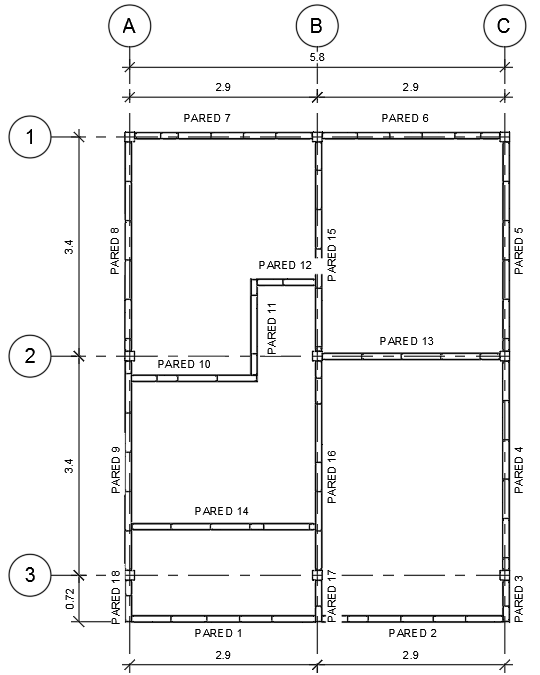 A B C
5.8
2.9 2.9
PARED 7 PARED 6
1
PARED 8 PARED 15 PARED 5
3.4
PARED 12
PARED 11
PARED 13
2
PARED 10
3.4
PARED 9 PARED 16 PARED 4
PARED 14
3
0.72
PARED 18 PARED 17 PARED 3
PARED 1 PARED 2
2.9 2.9